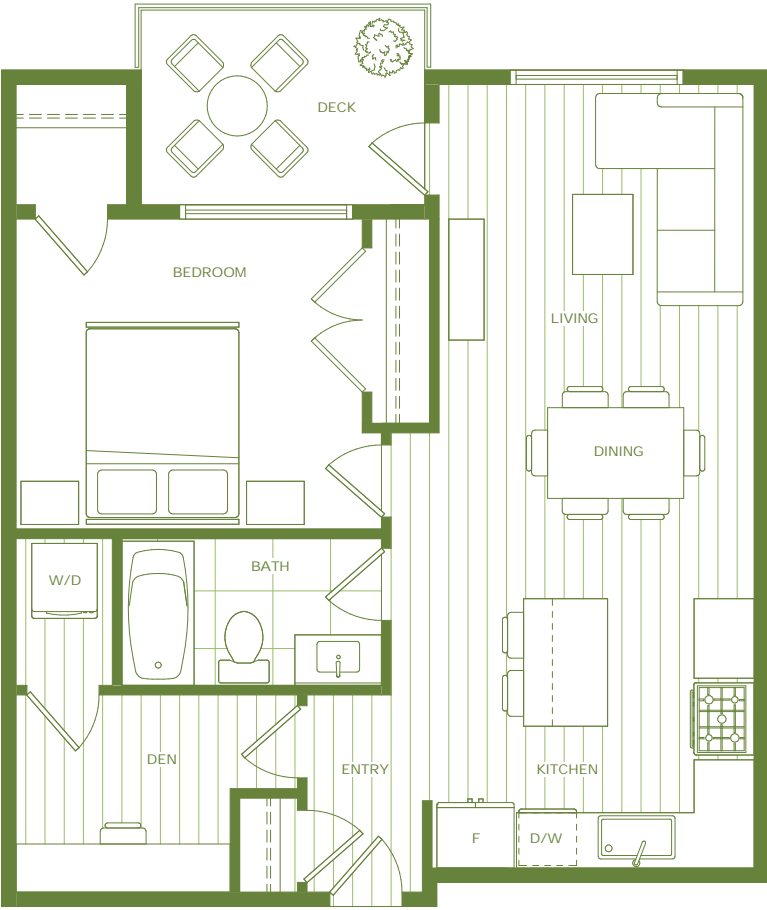 DECK
BEDROOM
LIVING
DINING
BATH
W/D
DEN
ENTRY
KITCHEN
F
D/W